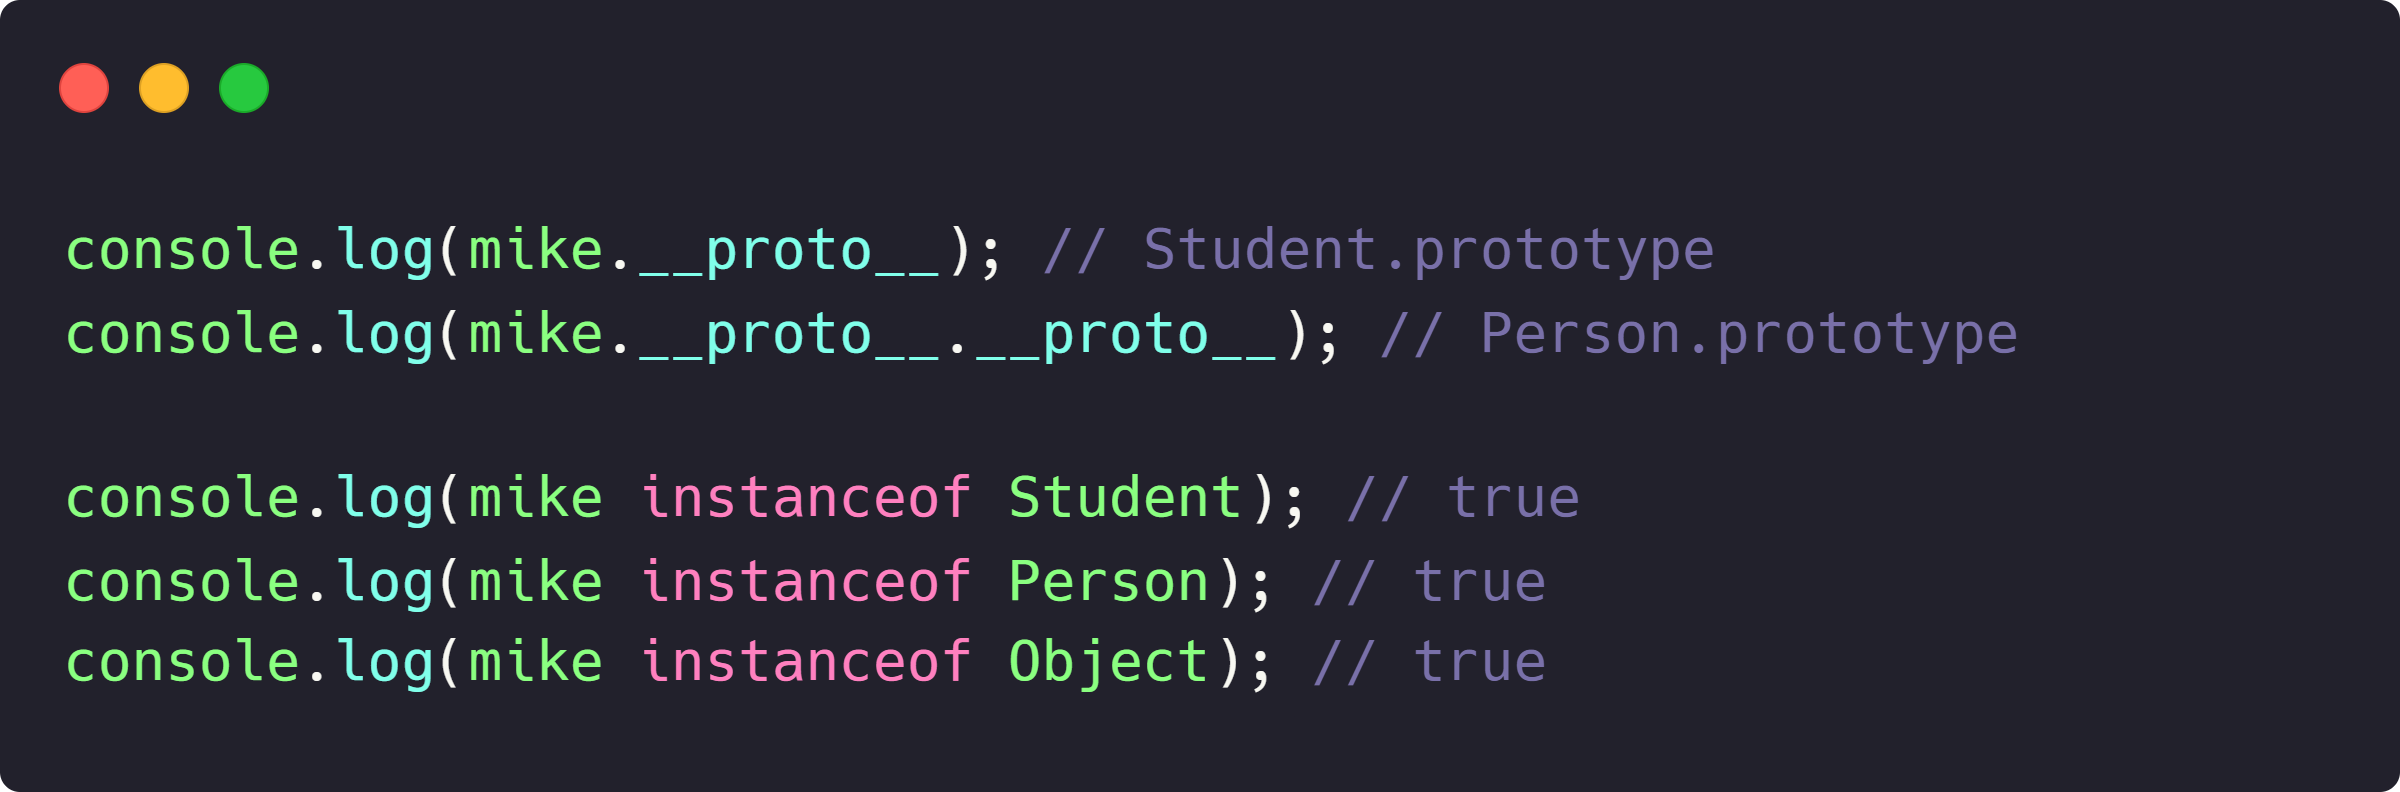 console.log(mike.__proto__); // Student.prototype
console.log(mike.__proto__.__proto__); // Person.prototype
console.log(mike instanceof Student); // true
console.log(mike instanceof Person); // true
console.log(mike instanceof Object); // true